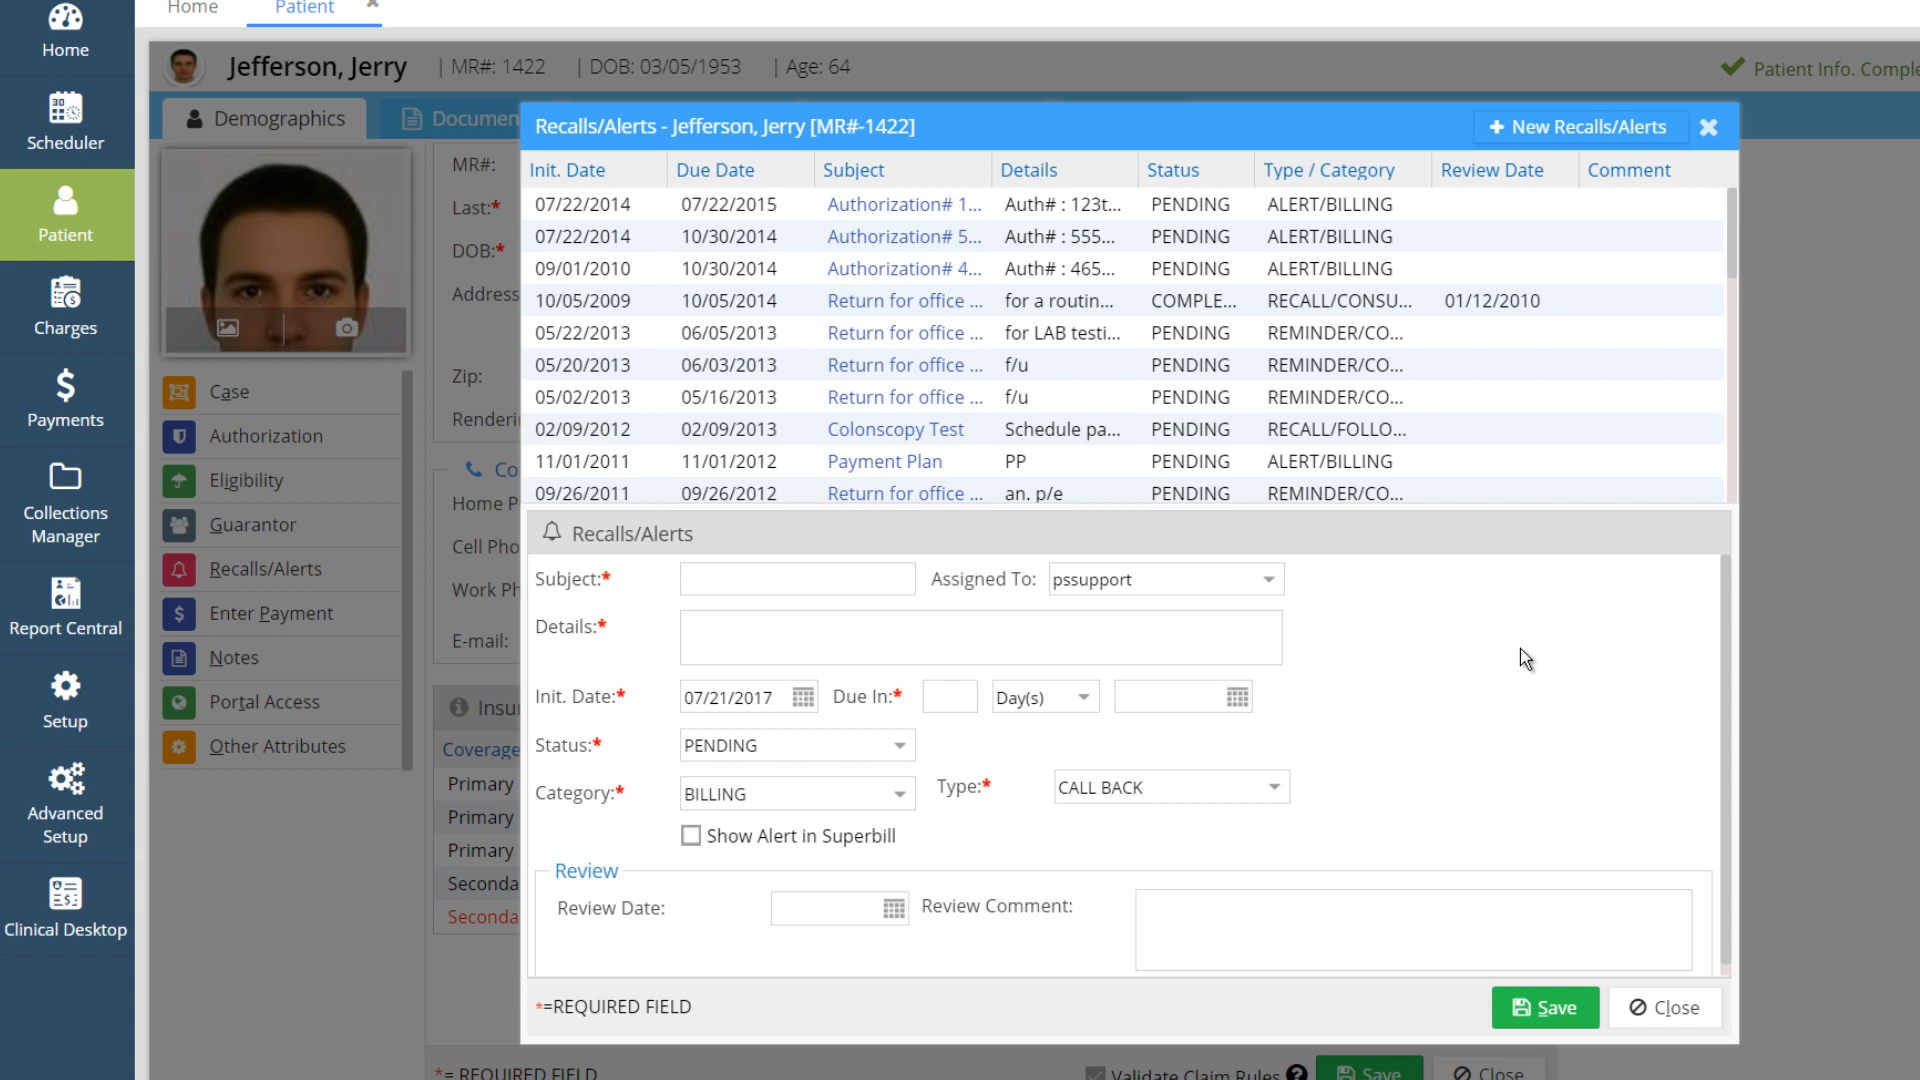 Home
Patient
Home
Scheduler
Patient
Charges
Payments
Collections
Manager
Report Central
Setup
Advanced
Setup
Clinical Desktop
Jefferson, Jerry | MR#: 1422 | DOB: 03/05/1953 | Age: 64
Patient Info. Comple
Demographics
Documen
Case
Authorization
Eligibility
Guarantor
Recalls/Alerts
Enter Payment
Notes
Portal Access
Other Attributes
MR#:
Last:*
DOB:*
Address
Zip:
Renderi
Co
Home P
Cell Pho
Work Ph
E-mail:
Insu
Coverage
Primary
Primary
Primary
Seconda
Seconda
Recalls/Alerts - Jefferson, Jerry [MR#-1422] + New Recalls/Alerts
Init. Date Due Date Subject Details Status Type / Category Review Date Comment
07/22/2014 07/22/2015 Authorization# 1... Auth# : 123t... PENDING ALERT/BILLING
07/22/2014 10/30/2014 Authorization# 5... Auth# : 555... PENDING ALERT/BILLING
09/01/2010 10/30/2014 Authorization# 4... Auth# : 465... PENDING ALERT/BILLING
10/05/2009 10/05/2014 Return for office ... for a routin... COMPLE... RECALL/CONSU... 01/12/2010
05/22/2013 06/05/2013 Return for office ... for LAB testi... PENDING REMINDER/CO...
05/20/2013 06/03/2013 Return for office ... f/u PENDING REMINDER/CO...
05/02/2013 05/16/2013 Return for office ... f/u PENDING REMINDER/CO...
02/09/2012 02/09/2013 Colonscopy Test Schedule pa... PENDING RECALL/FOLLO...
11/01/2011 11/01/2012 Payment Plan PP PENDING ALERT/BILLING
09/26/2011 09/26/2012 Return for office ... an. p/e PENDING REMINDER/CO...
Recalls/Alerts
Subject:* Assigned To: pssupport
Details:*
Init. Date:* 07/21/2017 Due In:* Day(s)
Status:* PENDING
Category:* BILLING Type:* CALL BACK
Show Alert in Superbill
Review
Review Date: Review Comment:
*=REQUIRED FIELD Save Close
*= REQUIRED FIELD Validate Claim Rules ? Save Close